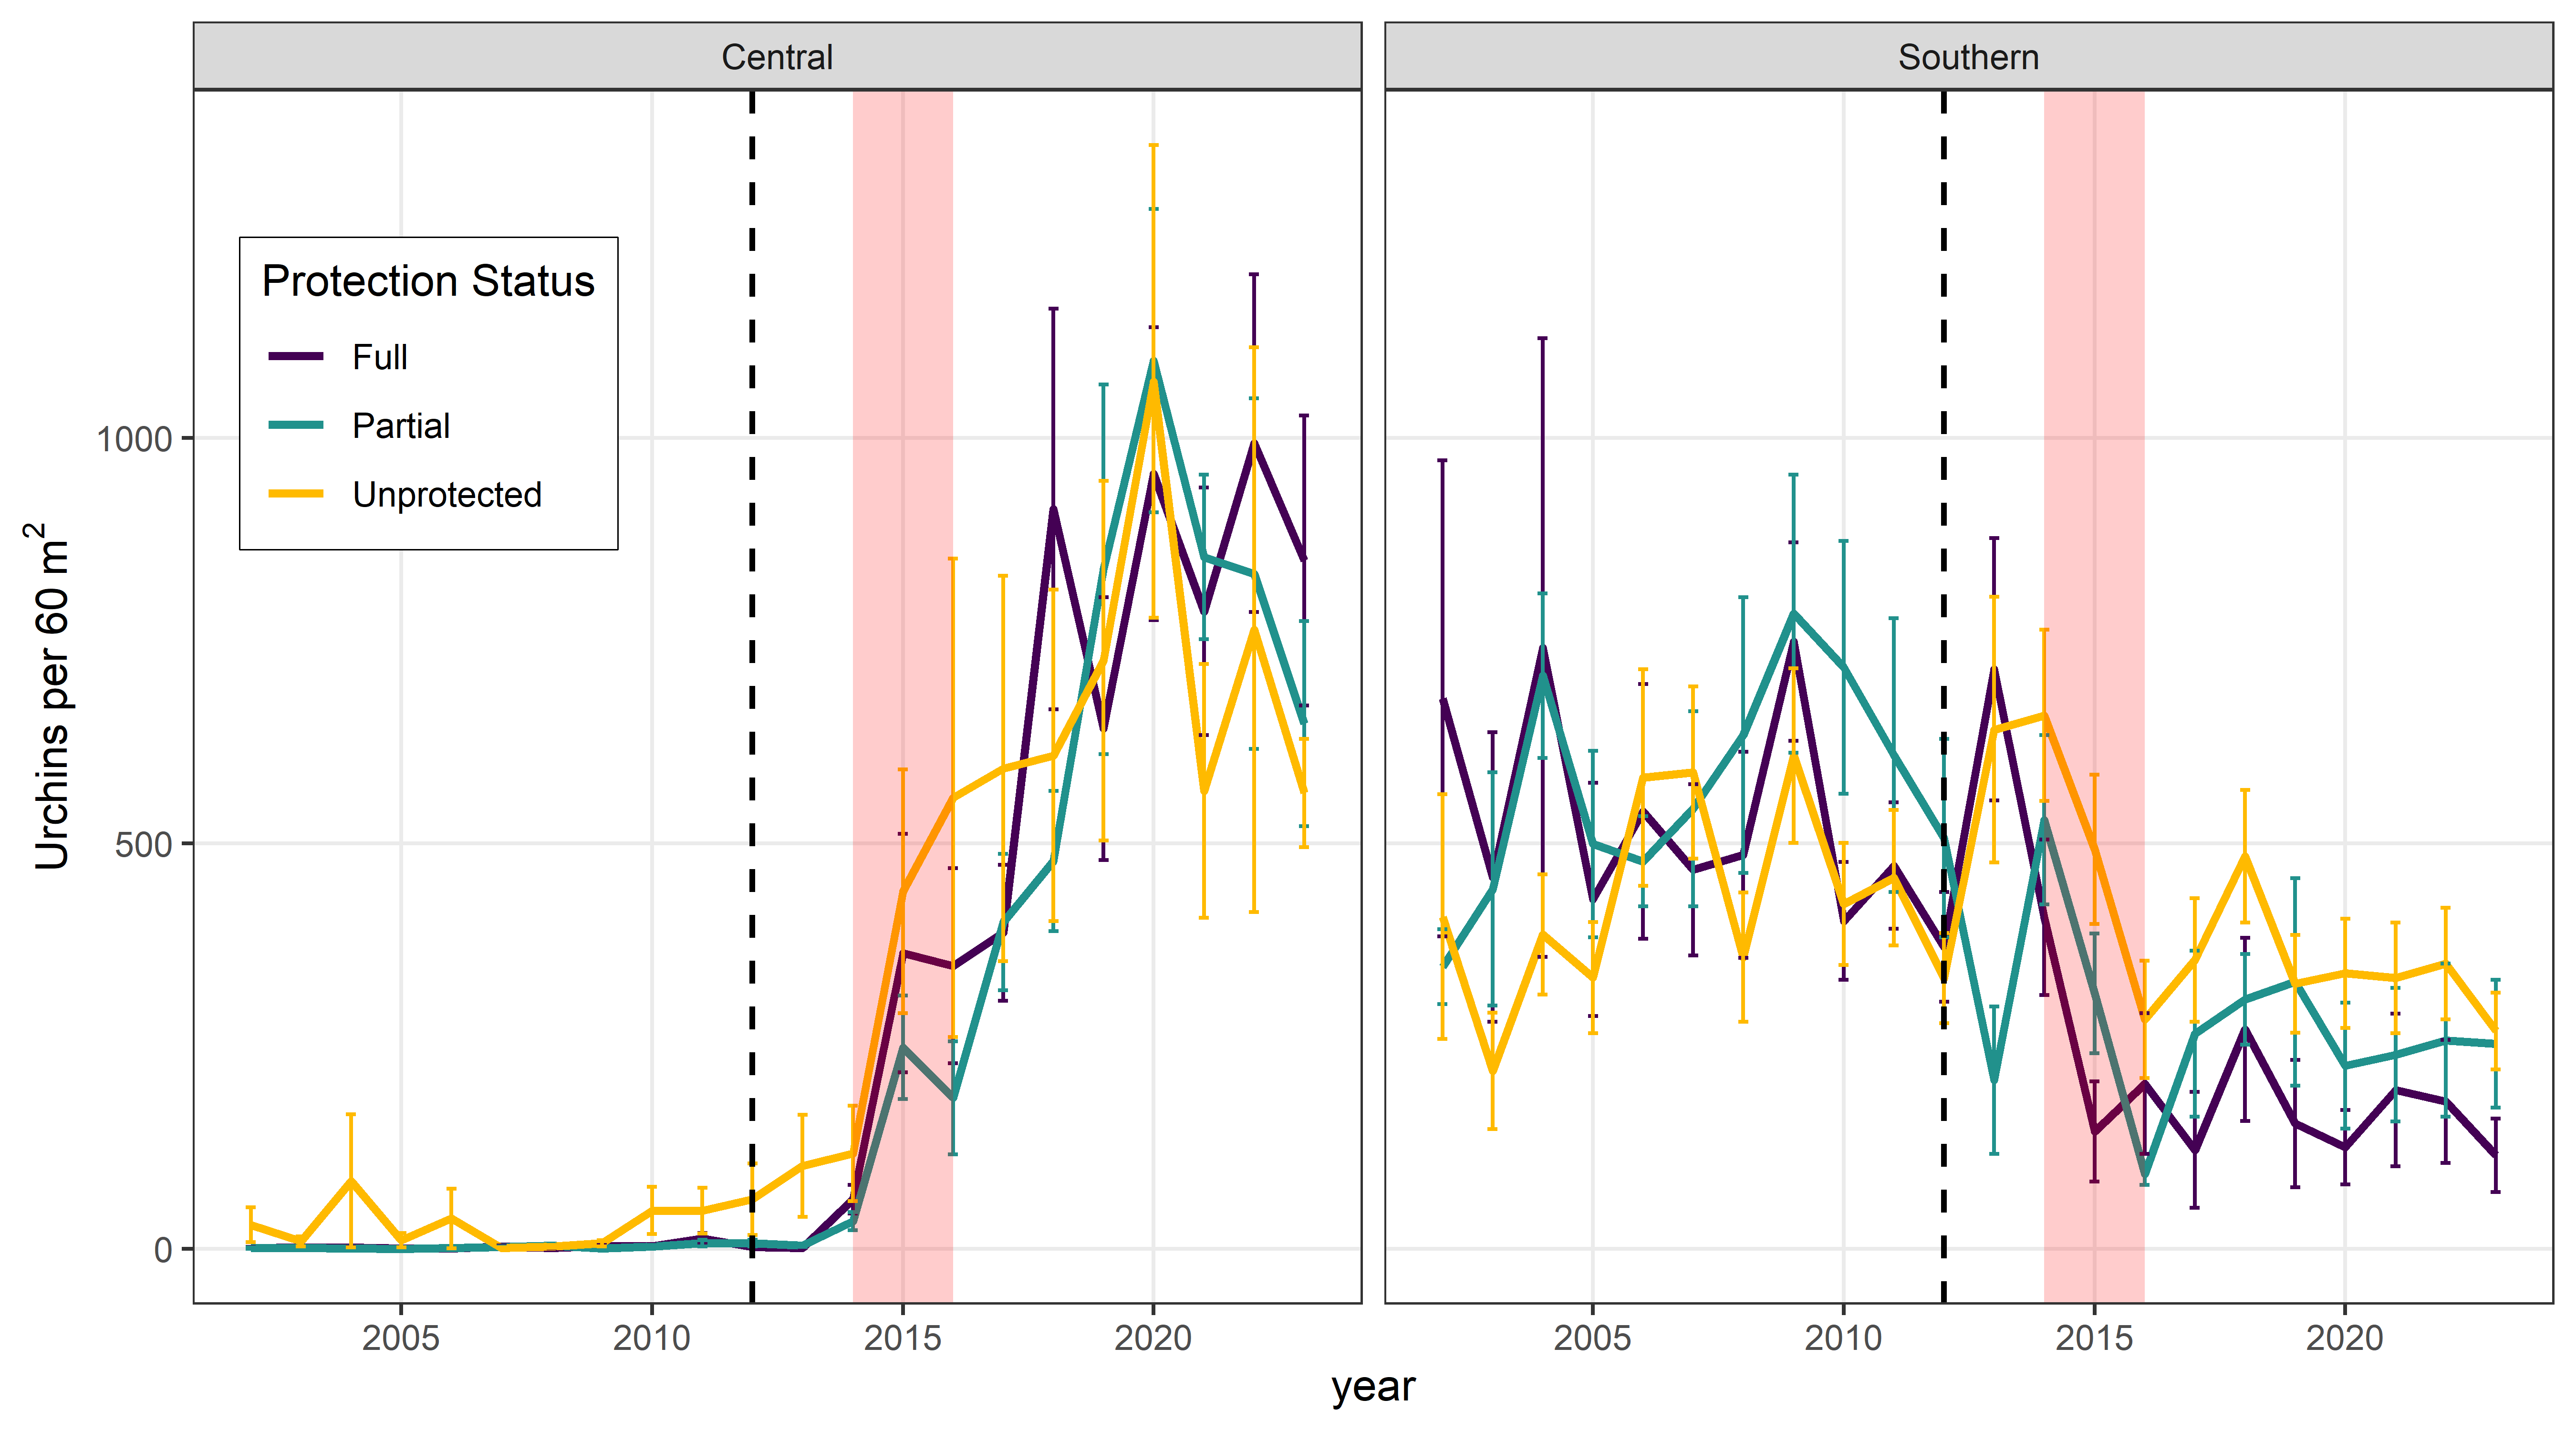 Central
Southern
Protection Status
Full
Partial
Unprotected
Urchins per 60 m²
1000
500
0
2005 2010 2015 2020
2005 2010 2015 2020
year